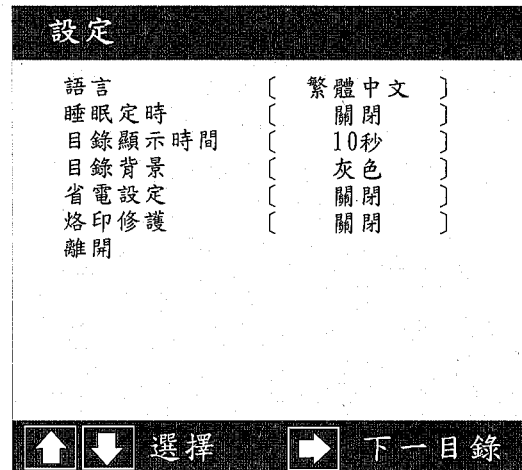 設定
語言 〔 繁體中文 〕
睡眠定時 〔 關閉 〕
目錄顯示時間 〔 10秒 〕
目錄背景 〔 灰色 〕
省電設定 〔 關閉 〕
烙印修護 〔 關閉 〕
離開
選擇 下一目錄